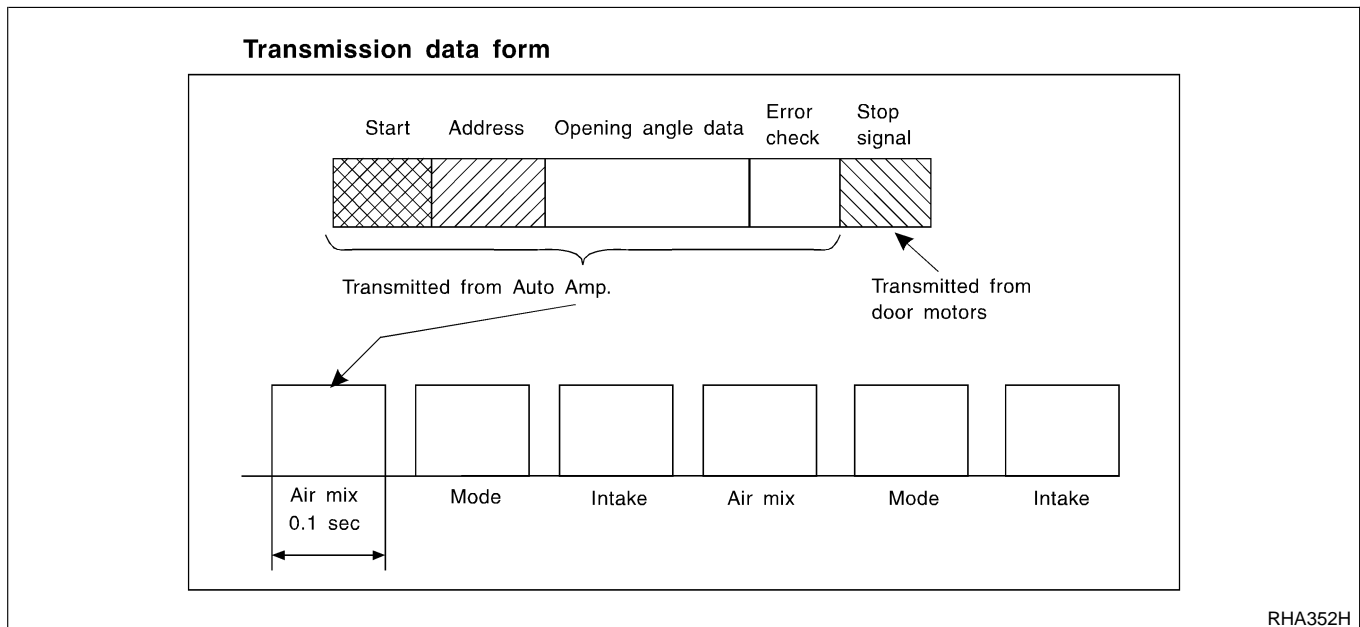 Transmission data form
Start Address Opening angle data Error check Stop signal
Transmitted from Auto Amp.
Transmitted from
door motors
Air mix Mode Intake Air mix Mode Intake
0.1 sec
RHA352H